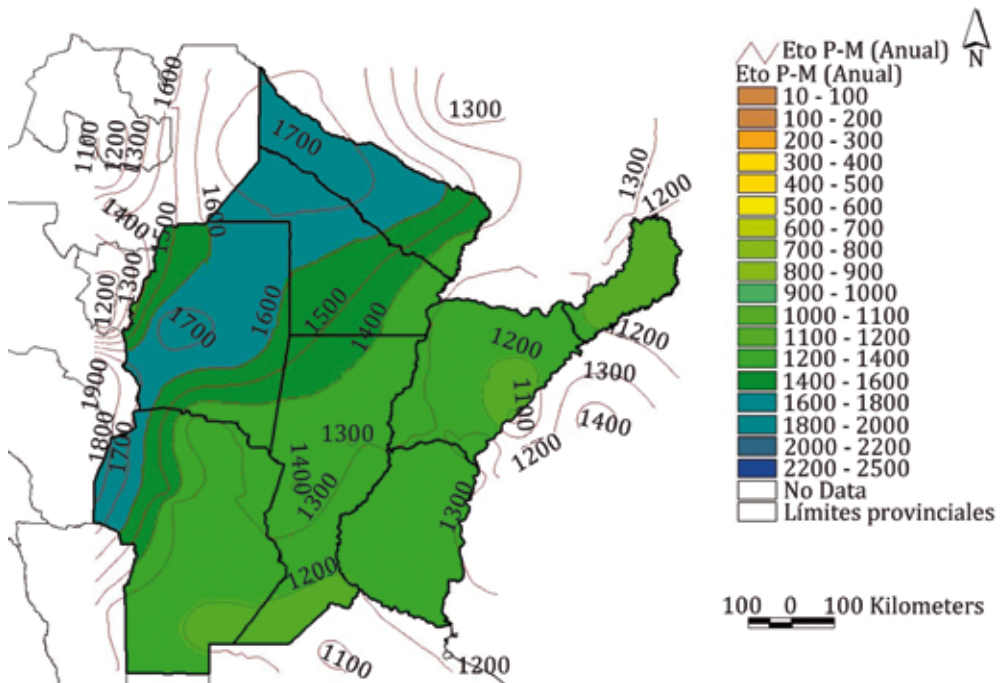 Eto P-M (Anual)
N
Eto P-M (Anual)
10 - 100
100 - 200
200 - 300
300 - 400
400 - 500
500 - 600
600 - 700
700 - 800
800 - 900
900 - 1000
1000 - 1100
1100 - 1200
1200 - 1400
1400 - 1600
1600 - 1800
1800 - 2000
2000 - 2200
2200 - 2500
No Data
Límites provinciales
100 0 100 Kilometers
1600
1300
1100
1200
1300
1700
1300
1200
1400
1500
1600
1300
1200
1700
1600
1500
1400
1200
1200
1300
1900
1100
1400
1800
1700
1300
1200
1400
1300
1300
1200
1100
1200